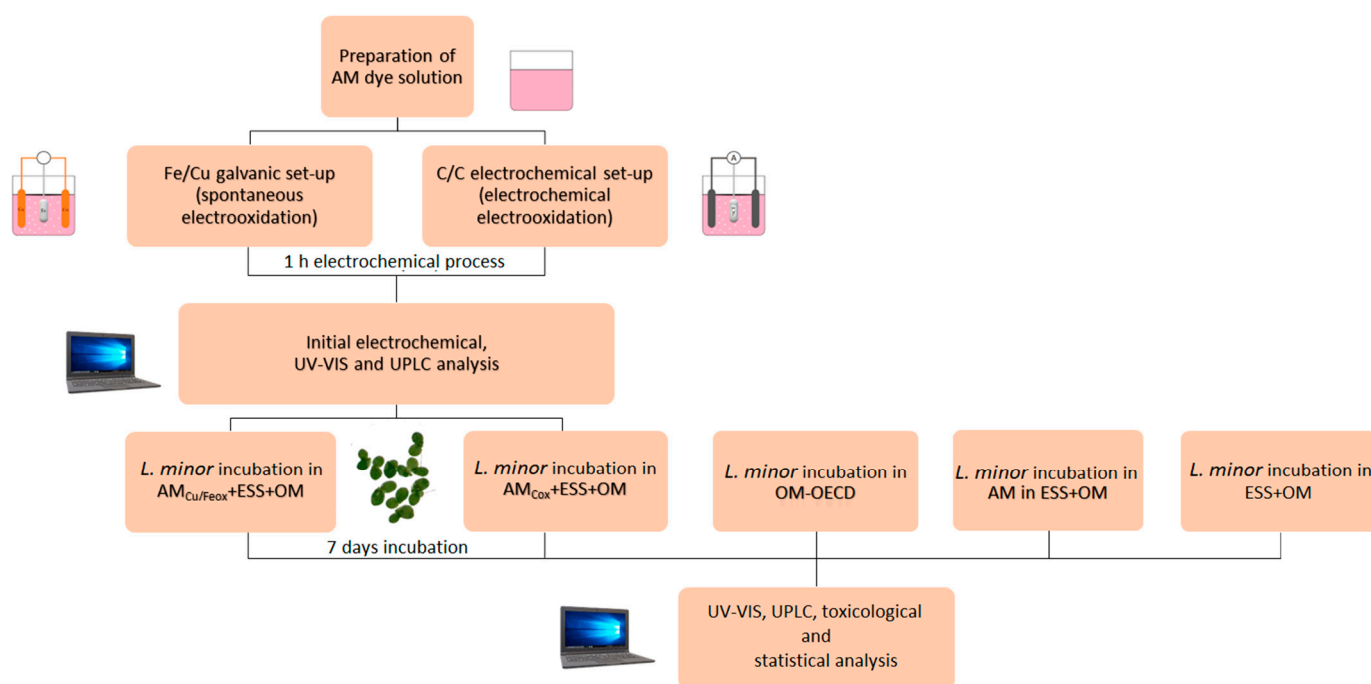 Preparation of
AM dye solution
Fe/Cu galvanic set-up
(spontaneous
electrooxidation)
C/C electrochemical set-up
(electrochemical
electrooxidation)
A
1 h electrochemical process
Initial electrochemical,
UV-VIS and UPLC analysis
L. minor incubation in
AMCu/Feox+ESS+OM
L. minor incubation in
AMCox+ESS+OM
L. minor incubation in
OM-OECD
L. minor incubation in
AM in ESS+OM
L. minor incubation in
ESS+OM
7 days incubation
UV-VIS, UPLC, toxicological
and
statistical analysis